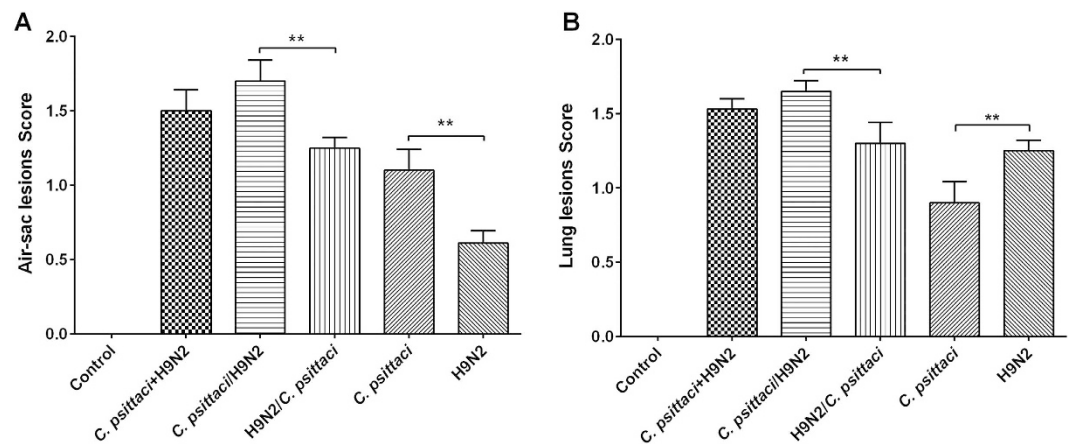 A
Air-sac lesions Score
2.0
1.5
1.0
0.5
0.0
**
**
Control
C. psittaci+H9N2
C. psittaci/H9N2
H9N2/C. psittaci
C. psittaci
H9N2
B
Lung lesions Score
2.0
1.5
1.0
0.5
0.0
**
**
Control
C. psittaci+H9N2
C. psittaci/H9N2
H9N2/C. psittaci
C. psittaci
H9N2